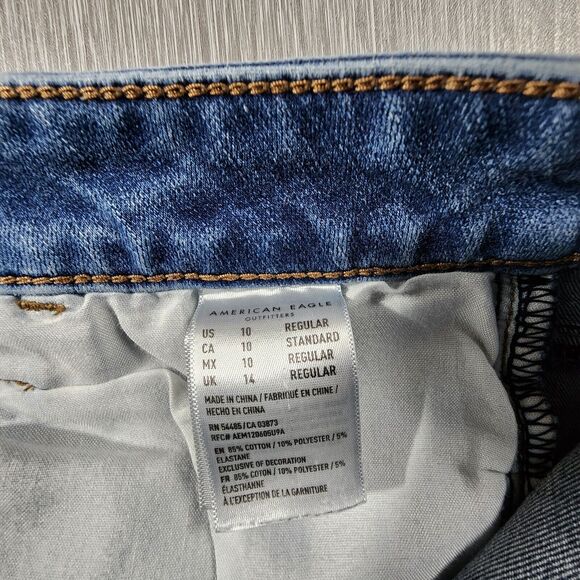 AMERICAN EAGLE
OUTFITTERS
US 10 REGULAR
CA 10 STANDARD
MX 10 REGULAR
UK 14 REGULAR
MADE IN CHINA / FABRIQUÉ EN CHINE /
HECHO EN CHINA
RN 54485/CA 03873
RFC# AEM120605U9A
EN 85% COTTON / 10% POLYESTER / 5%
ELASTANE
EXCLUSIVE OF DECORATION
FR 85% COTON / 10% POLYESTER / 5%
ÉLASTHANNE
À L'EXCEPTION DE LA GARNITURE